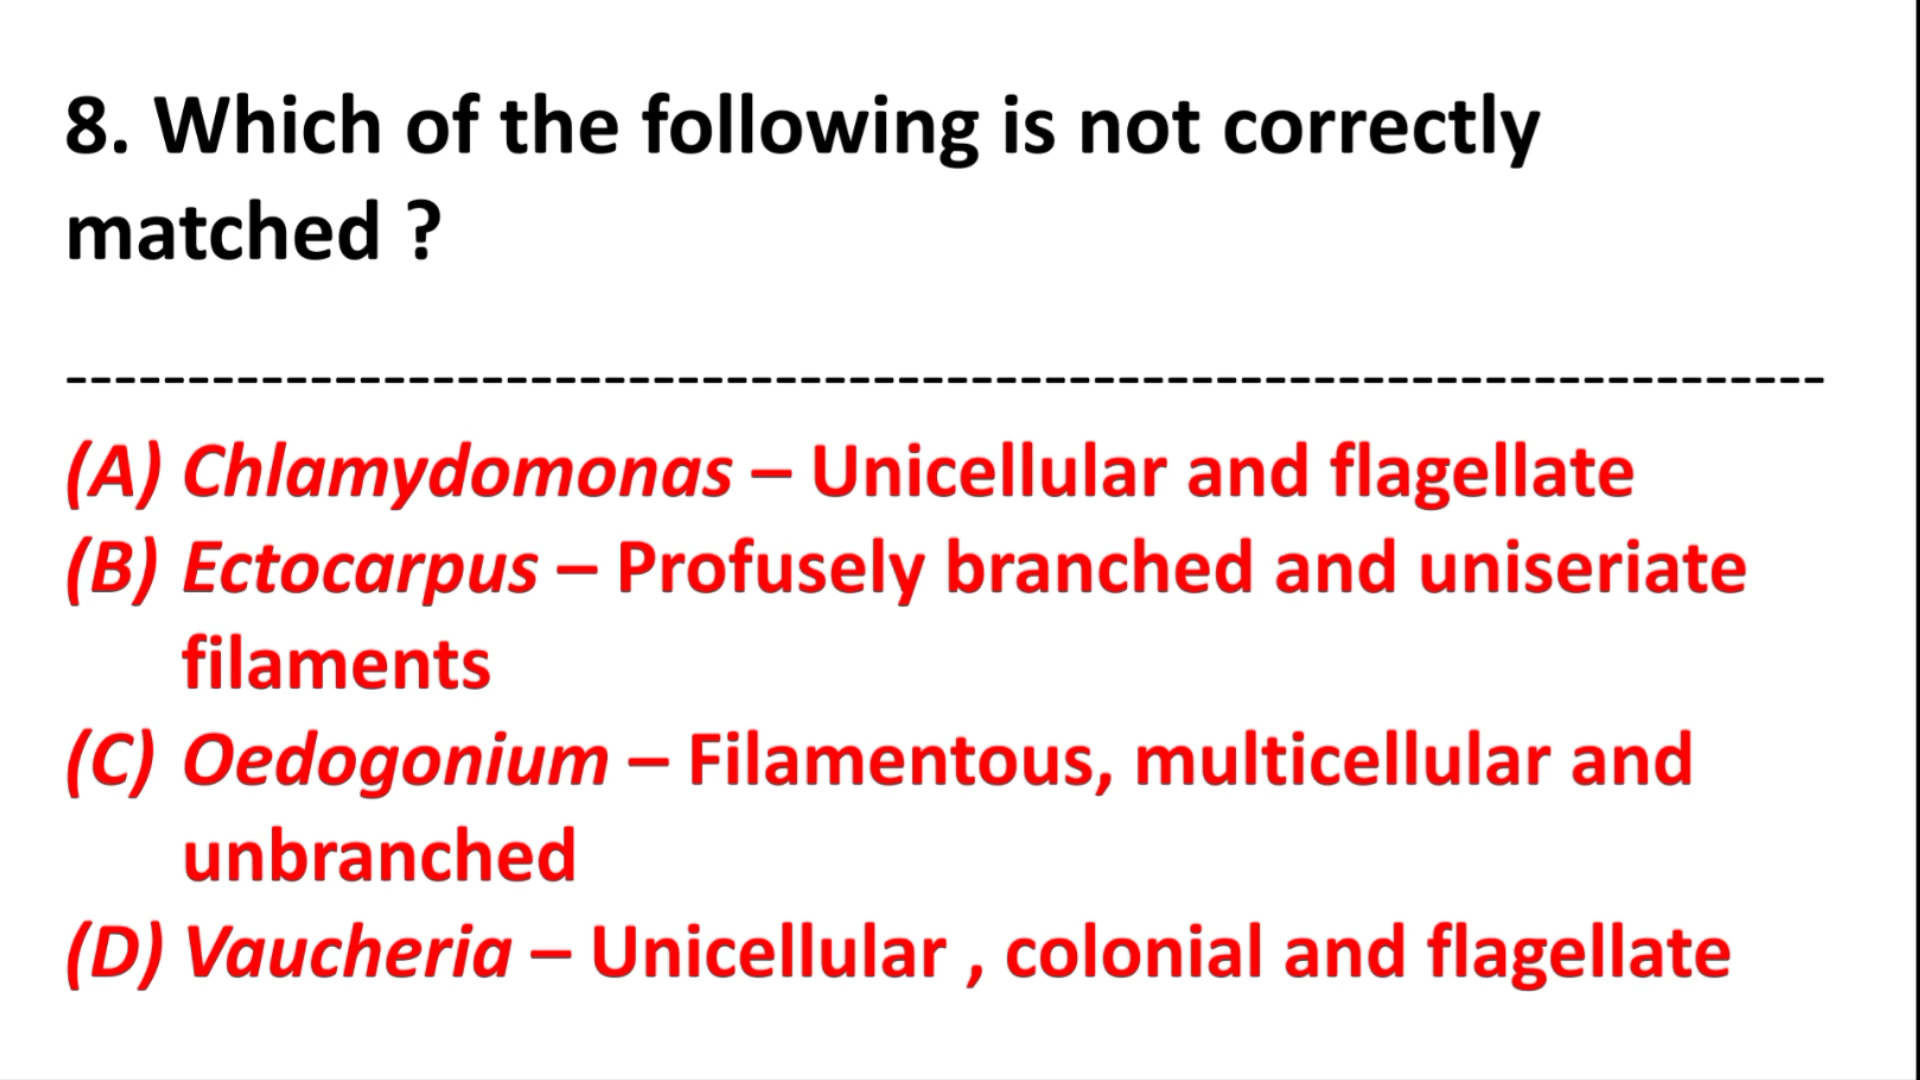 8. Which of the following is not correctly
matched ?
------------------------------------------------------------------------
(A) Chlamydomonas – Unicellular and flagellate
(B) Ectocarpus – Profusely branched and uniseriate
filaments
(C) Oedogonium – Filamentous, multicellular and
unbranched
(D) Vaucheria – Unicellular , colonial and flagellate